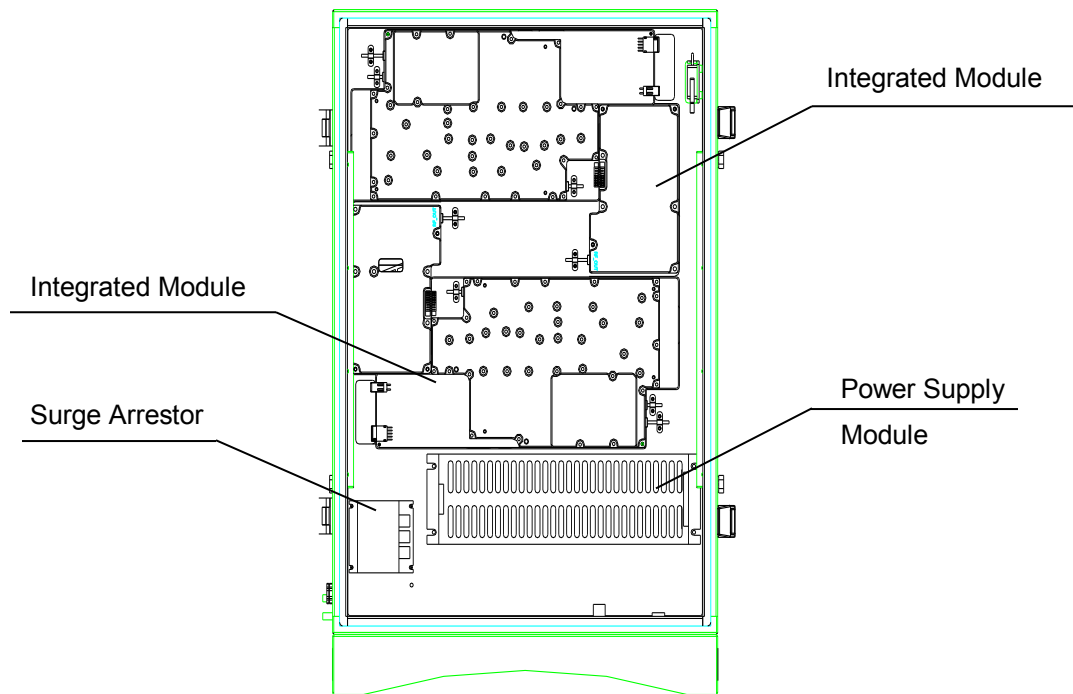 Integrated Module
Integrated Module
Surge Arrestor
Power Supply
Module